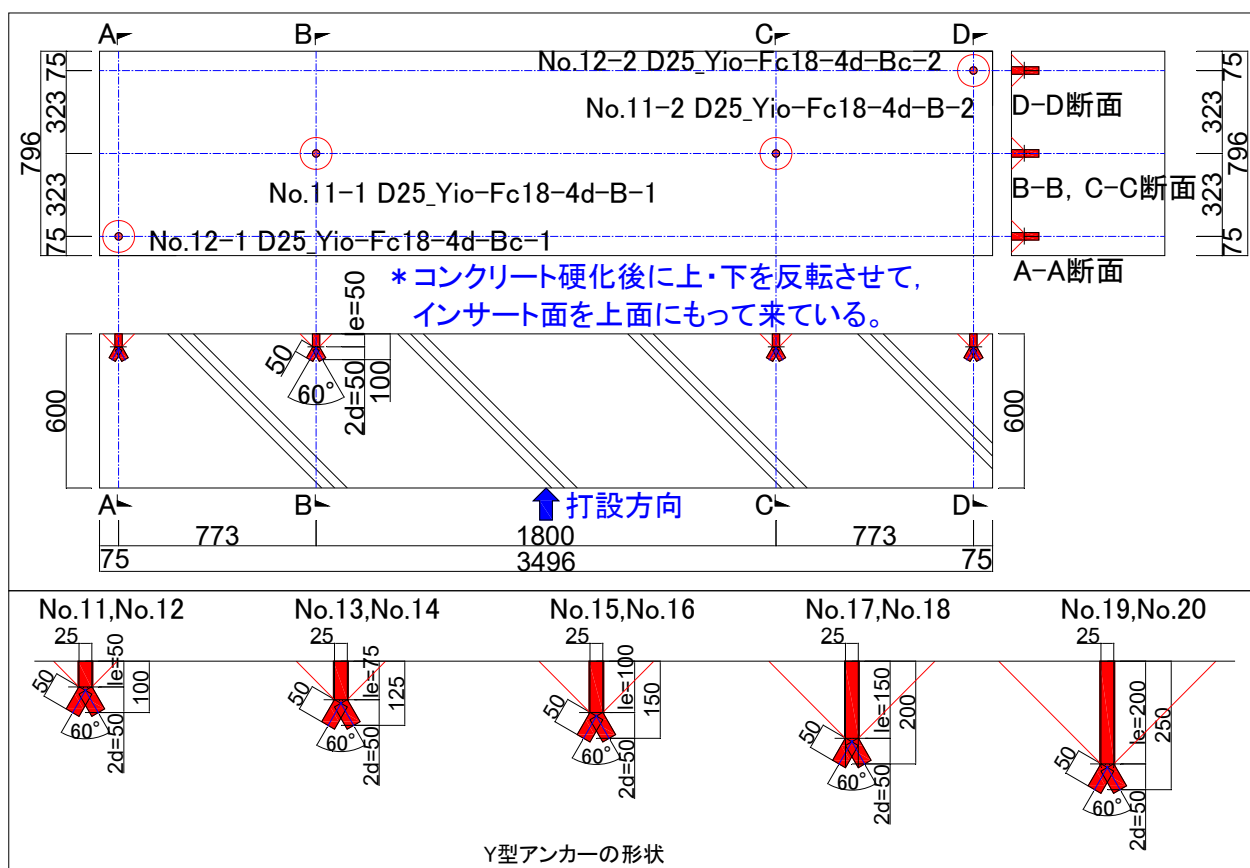 A
B
C
D
No.12-2 D25_Yio-Fc18-4d-Bc-2
No.11-2 D25_Yio-Fc18-4d-B-2
No.11-1 D25_Yio-Fc18-4d-B-1
No.12-1 D25_Yio-Fc18-4d-Bc-1
75
323
796
323
75
D-D断面
B-B, C-C断面
A-A断面
75
323
796
323
75
*コンクリート硬化後に上・下を反転させて,
インサート面を上面にもって来ている。
le=50
50
60°
2d=50
100
600
600
A
B
C
D
打設方向
773
1800
773
75
3496
75
No.11,No.12
25
le=50
50
100
60°
2d=50
No.13,No.14
25
le=75
50
125
60°
2d=50
No.15,No.16
25
le=100
50
150
60°
2d=50
No.17,No.18
25
le=150
50
200
60°
2d=50
No.19,No.20
25
le=200
50
250
60°
2d=50
Y型アンカーの形状